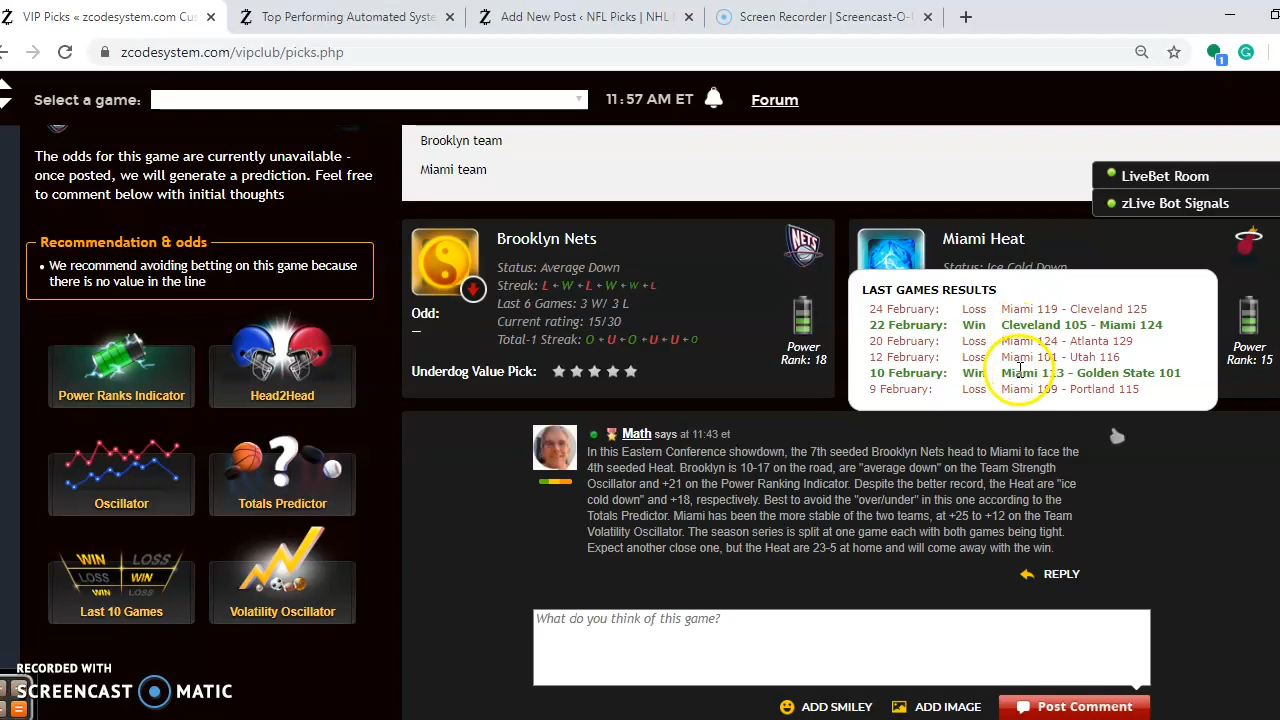 VIP Picks « zcodesystem.com Cus
Top Performing Automated Syste
Add New Post ‹ NFL Picks | NHL
Screen Recorder | Screencast-O-
zcodesystem.com/vipclub/picks.php
1
Select a game:
11:57 AM ET
Forum
The odds for this game are currently unavailable -
once posted, we will generate a prediction. Feel free
to comment below with initial thoughts
Recommendation & odds
• We recommend avoiding betting on this game because
there is no value in the line
Power Ranks Indicator
Head2Head
Oscillator
Totals Predictor
WIN LOSS
LOSS WIN
WIN LOSS
Last 10 Games
Volatility Oscillator
RECORDED WITH
SCREENCAST MATIC
Brooklyn team
Miami team
LiveBet Room
zLive Bot Signals
Brooklyn Nets
NETS
Status: Average Down
Streak: L + W + L + W + W + L
Last 6 Games: 3 W/ 3 L
Current rating: 15/30
Total-1 Streak: O + U + O + U + U + O
Odd:
—
Underdog Value Pick:
Power
Rank: 18
Miami Heat
Status: Ice Cold Down
LAST GAMES RESULTS
24 February: Loss Miami 119 - Cleveland 125
22 February: Win Cleveland 105 - Miami 124
20 February: Loss Miami 124 - Atlanta 129
12 February: Loss Miami 101 - Utah 116
10 February: Win Miami 113 - Golden State 101
9 February: Loss Miami 109 - Portland 115
Power
Rank: 15
Math says at 11:43 et
In this Eastern Conference showdown, the 7th seeded Brooklyn Nets head to Miami to face the
4th seeded Heat. Brooklyn is 10-17 on the road, are "average down" on the Team Strength
Oscillator and +21 on the Power Ranking Indicator. Despite the better record, the Heat are "ice
cold down" and +18, respectively. Best to avoid the "over/under" in this one according to the
Totals Predictor. Miami has been the more stable of the two teams, at +25 to +12 on the Team
Volatility Oscillator. The season series is split at one game each with both games being tight.
Expect another close one, but the Heat are 23-5 at home and will come away with the win.
REPLY
What do you think of this game?
ADD SMILEY
ADD IMAGE
Post Comment